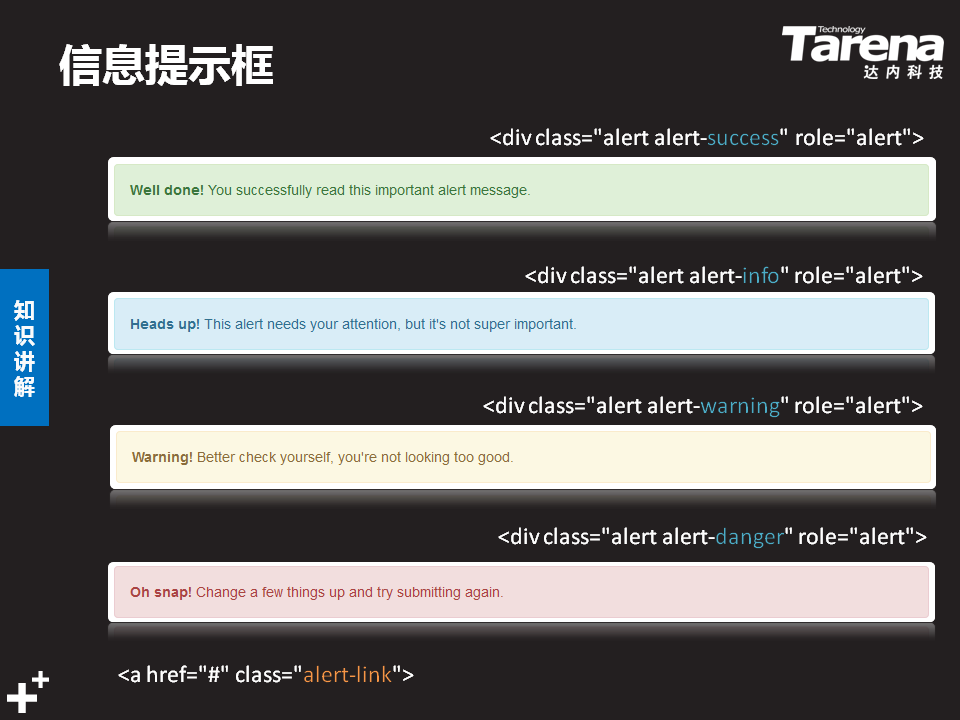 信息提示框
Technology
Tarena
达内科技
<div class="alert alert-success" role="alert">
Well done! You successfully read this important alert message.
<div class="alert alert-info" role="alert">
Heads up! This alert needs your attention, but it's not super important.
知识讲解
<div class="alert alert-warning" role="alert">
Warning! Better check yourself, you're not looking too good.
<div class="alert alert-danger" role="alert">
Oh snap! Change a few things up and try submitting again.
<a href="#" class="alert-link">